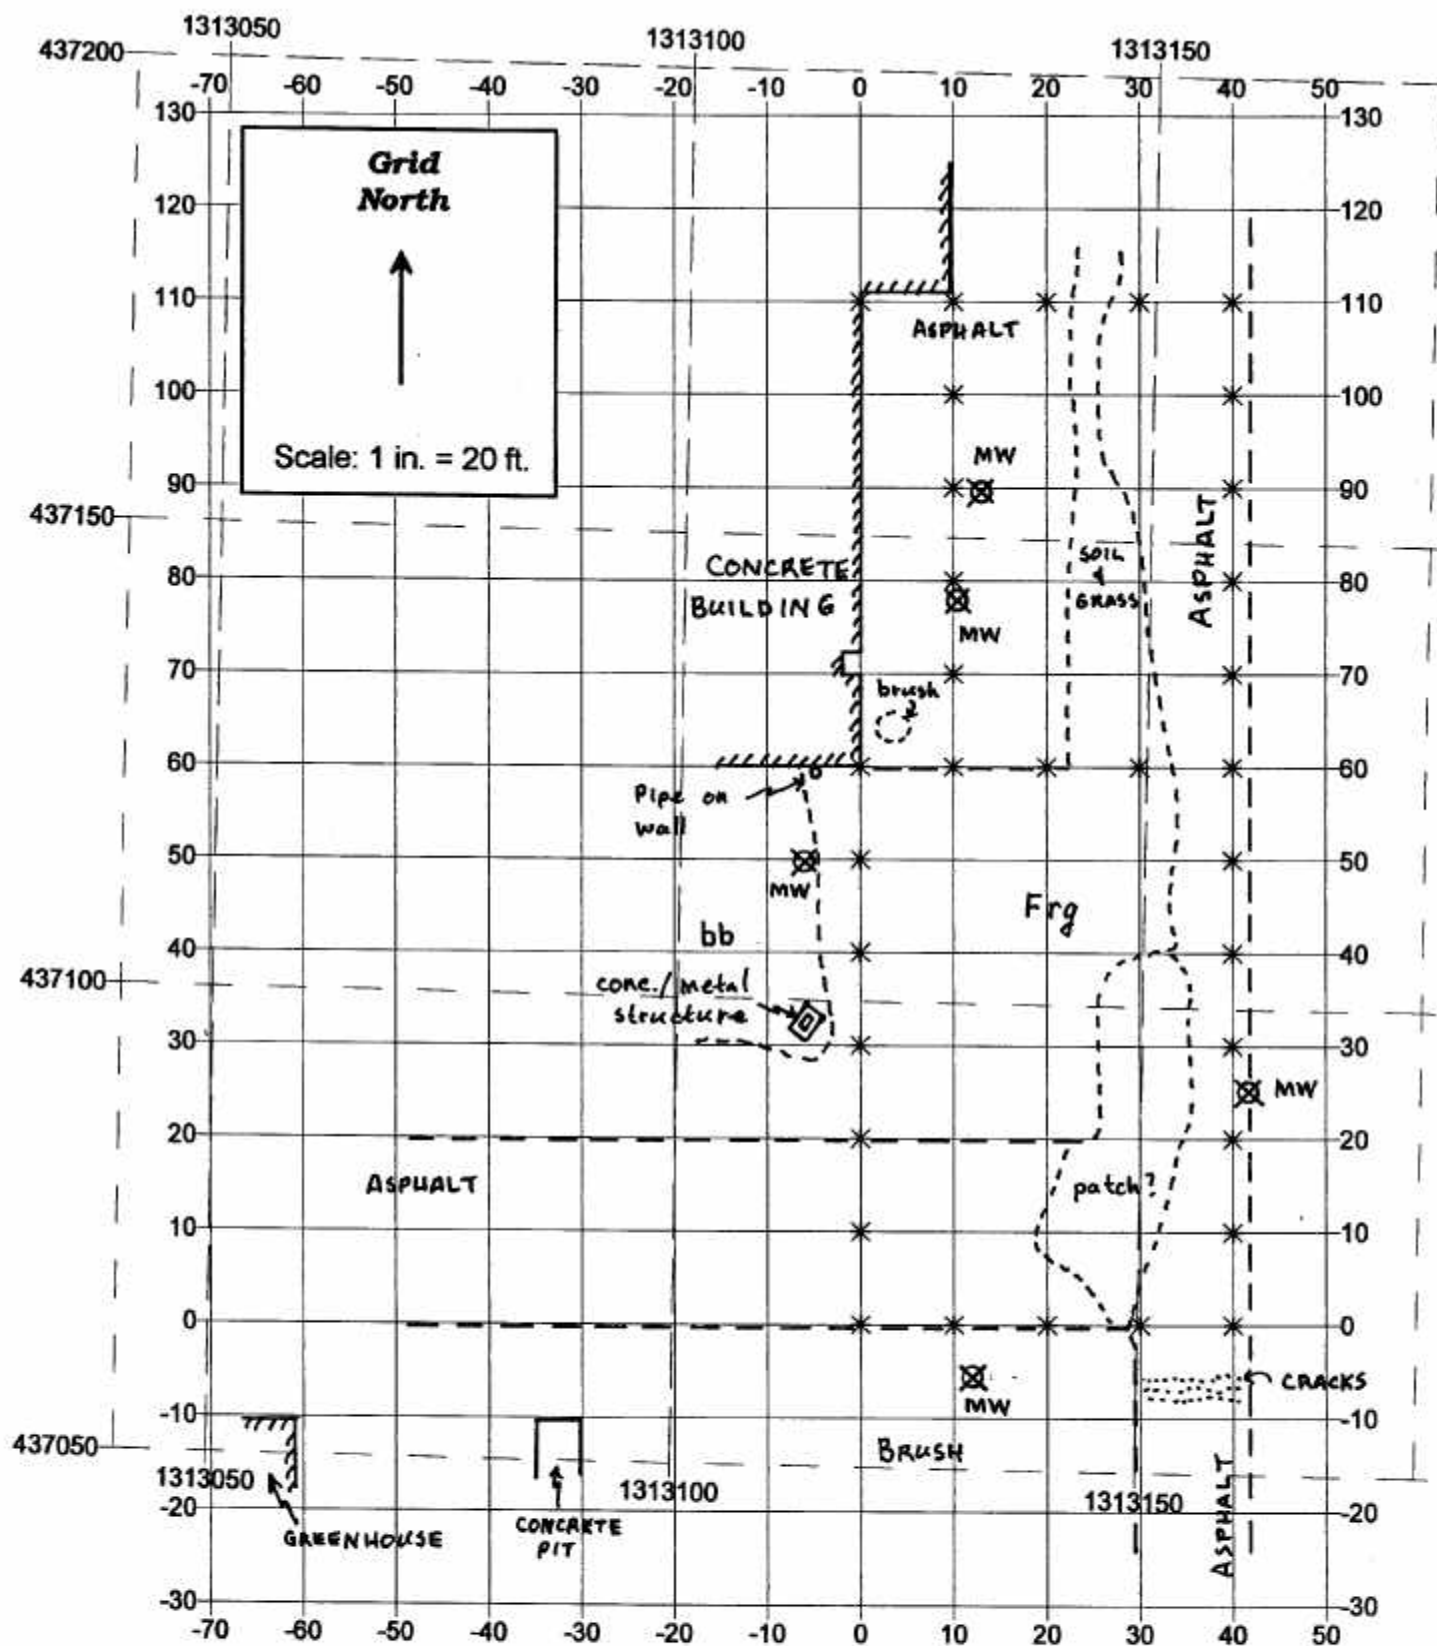 1313050
1313100
1313150
437200
-70 -60 -50 -40 -30 -20 -10 0 10 20 30 40 50
130 130
Grid
North
120 120
110 110
ASPHALT
100 100
Scale: 1 in. = 20 ft.
MW
90 90
437150
ASPHALT
CONCRETE
BUILDING
SOIL
&
GRASS
80 80
MW
70 70
brush
60 60
Pipe on
wall
50 50
MW
Frg
bb
40 40
437100
conc./metal
structure
30 30
MW
20 20
ASPHALT
patch?
10 10
0 0
CRACKS
MW
-10 -10
437050
BRUSH
1313050
1313100
1313150
-20 -20
GREENHOUSE
CONCRETE
PIT
ASPHALT
-30 -30
-70 -60 -50 -40 -30 -20 -10 0 10 20 30 40 50